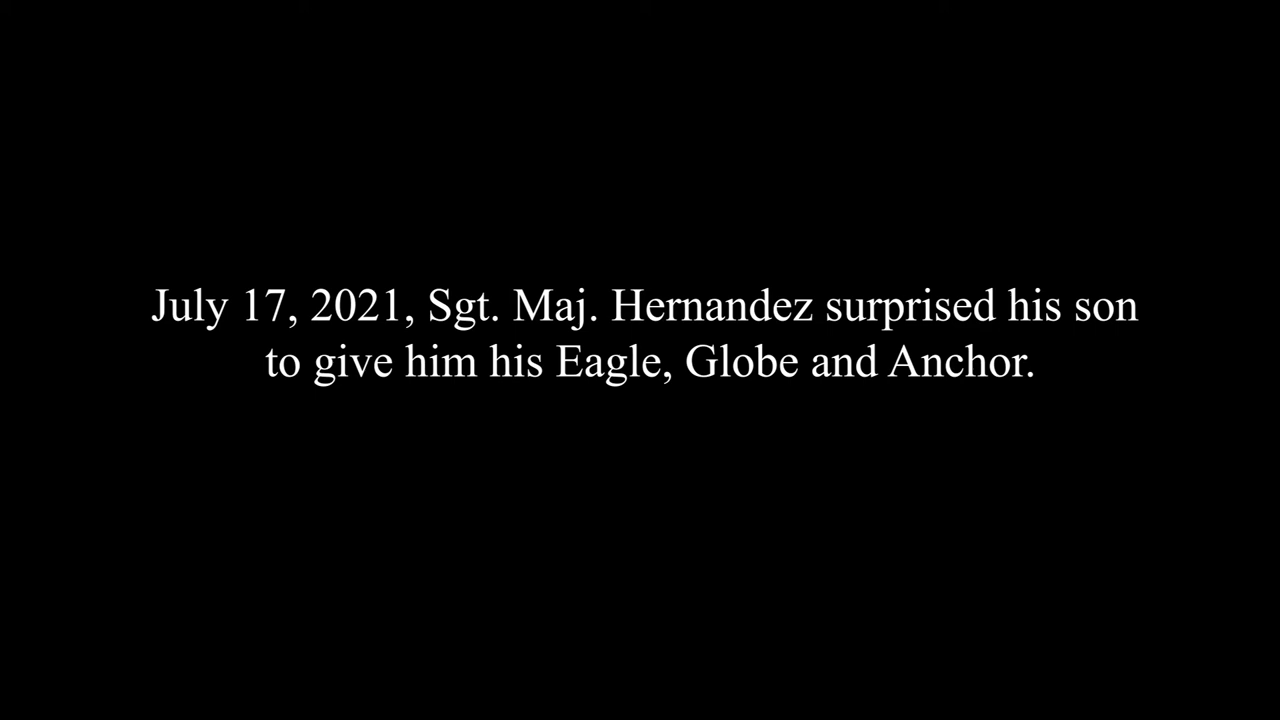 July 17, 2021, Sgt. Maj. Hernandez surprised his son
to give him his Eagle, Globe and Anchor.